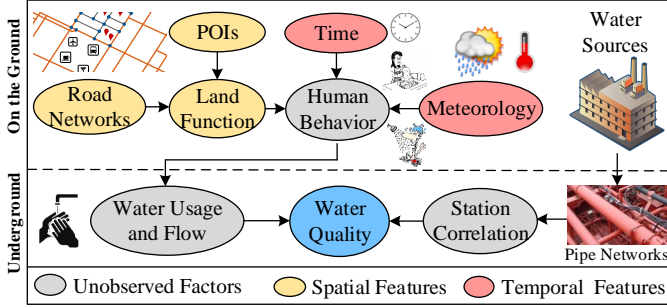 On the Ground
POIs
Time
Water
Sources
Road
Networks
Land
Function
Human
Behavior
Meteorology
Underground
Water Usage
and Flow
Water
Quality
Station
Correlation
Pipe Networks
Unobserved Factors
Spatial Features
Temporal Features